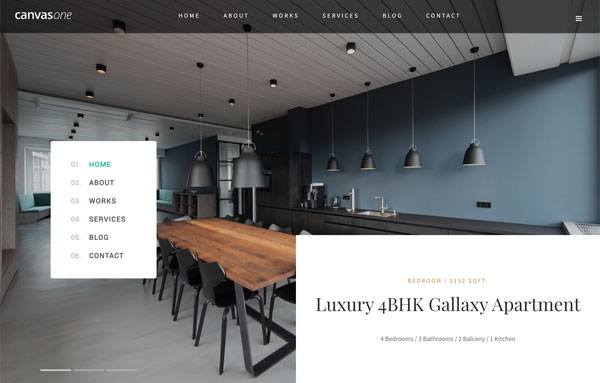 canvasone
HOME ABOUT WORKS SERVICES BLOG CONTACT
01. HOME
02. ABOUT
03. WORKS
04. SERVICES
05. BLOG
06. CONTACT
BEDROOM / 2132 SQFT.
Luxury 4BHK Gallaxy Apartment
4 Bedrooms / 3 Bathrooms / 2 Balcony / 1 Kitchen